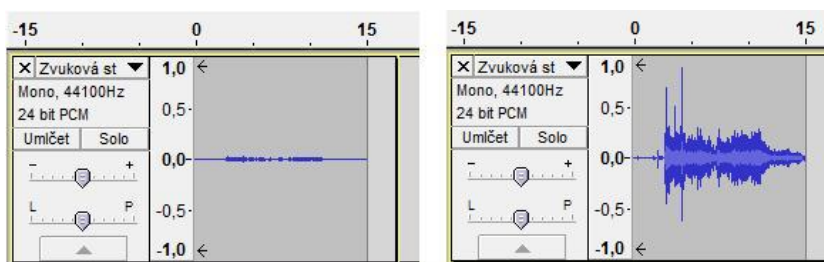 -15 0 15
X Zvuková st
Mono, 44100Hz
24 bit PCM
Umlčet Solo
- +
L P
1,0
0,5
0,0
-0,5
-1,0
-15 0 15
X Zvuková st
Mono, 44100Hz
24 bit PCM
Umlčet Solo
- +
L P
1,0
0,5
0,0
-0,5
-1,0